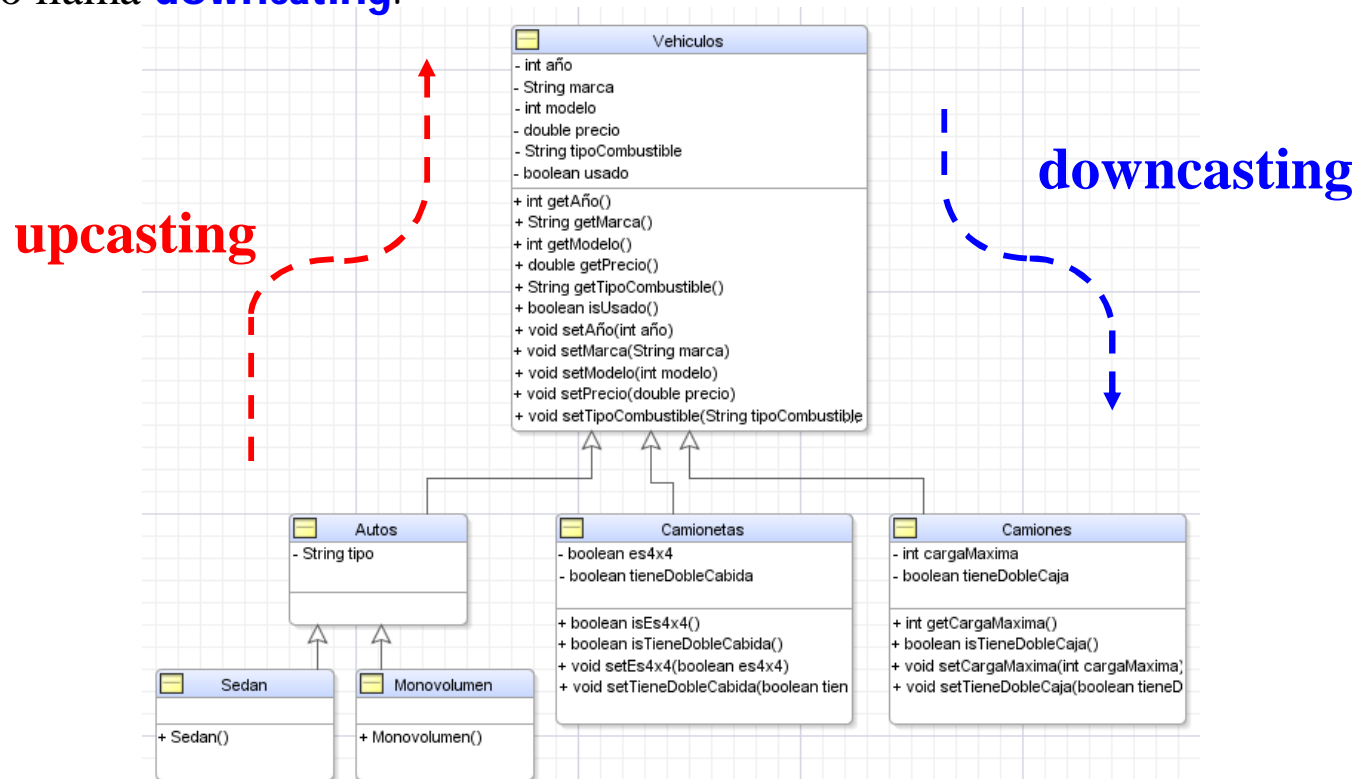 downcasting.
Vehiculos
- int año
- String marca
- int modelo
- double precio
- String tipoCombustible
- boolean usado
+ int getAño()
+ String getMarca()
+ int getModelo()
+ double getPrecio()
+ String getTipoCombustible()
+ boolean isUsado()
+ void setAño(int año)
+ void setMarca(String marca)
+ void setModelo(int modelo)
+ void setPrecio(double precio)
+ void setTipoCombustible(String tipoCombustible
upcasting
downcasting
Autos
- String tipo
Camionetas
- boolean es4x4
- boolean tieneDobleCabida
+ boolean isEs4x4()
+ boolean isTieneDobleCabida()
+ void setEs4x4(boolean es4x4)
+ void setTieneDobleCabida(boolean tien
Camiones
- int cargaMaxima
- boolean tieneDobleCaja
+ int getCargaMaxima()
+ boolean isTieneDobleCaja()
+ void setCargaMaxima(int cargaMaxima)
+ void setTieneDobleCaja(boolean tieneD
Sedan
+ Sedan()
Monovolumen
+ Monovolumen()